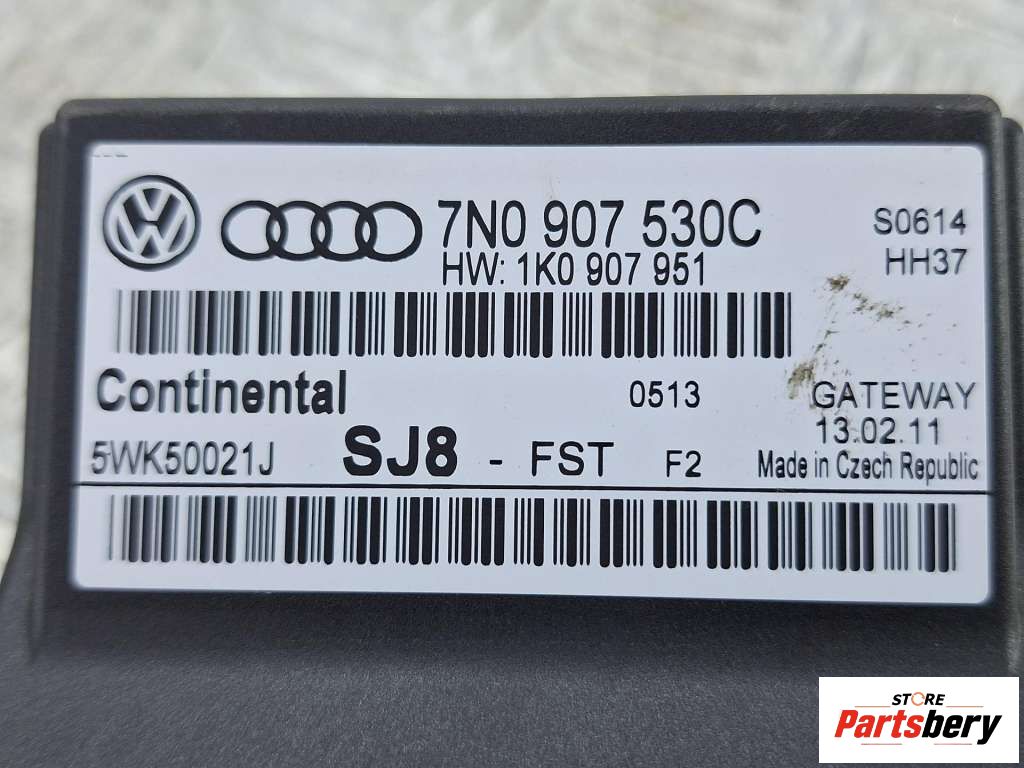 7N0 907 530C
S0614
HW: 1K0 907 951
HH37
Continental
0513
GATEWAY
13.02.11
5WK50021J
SJ8 - FST F2
Made in Czech Republic
STORE
Partsbery